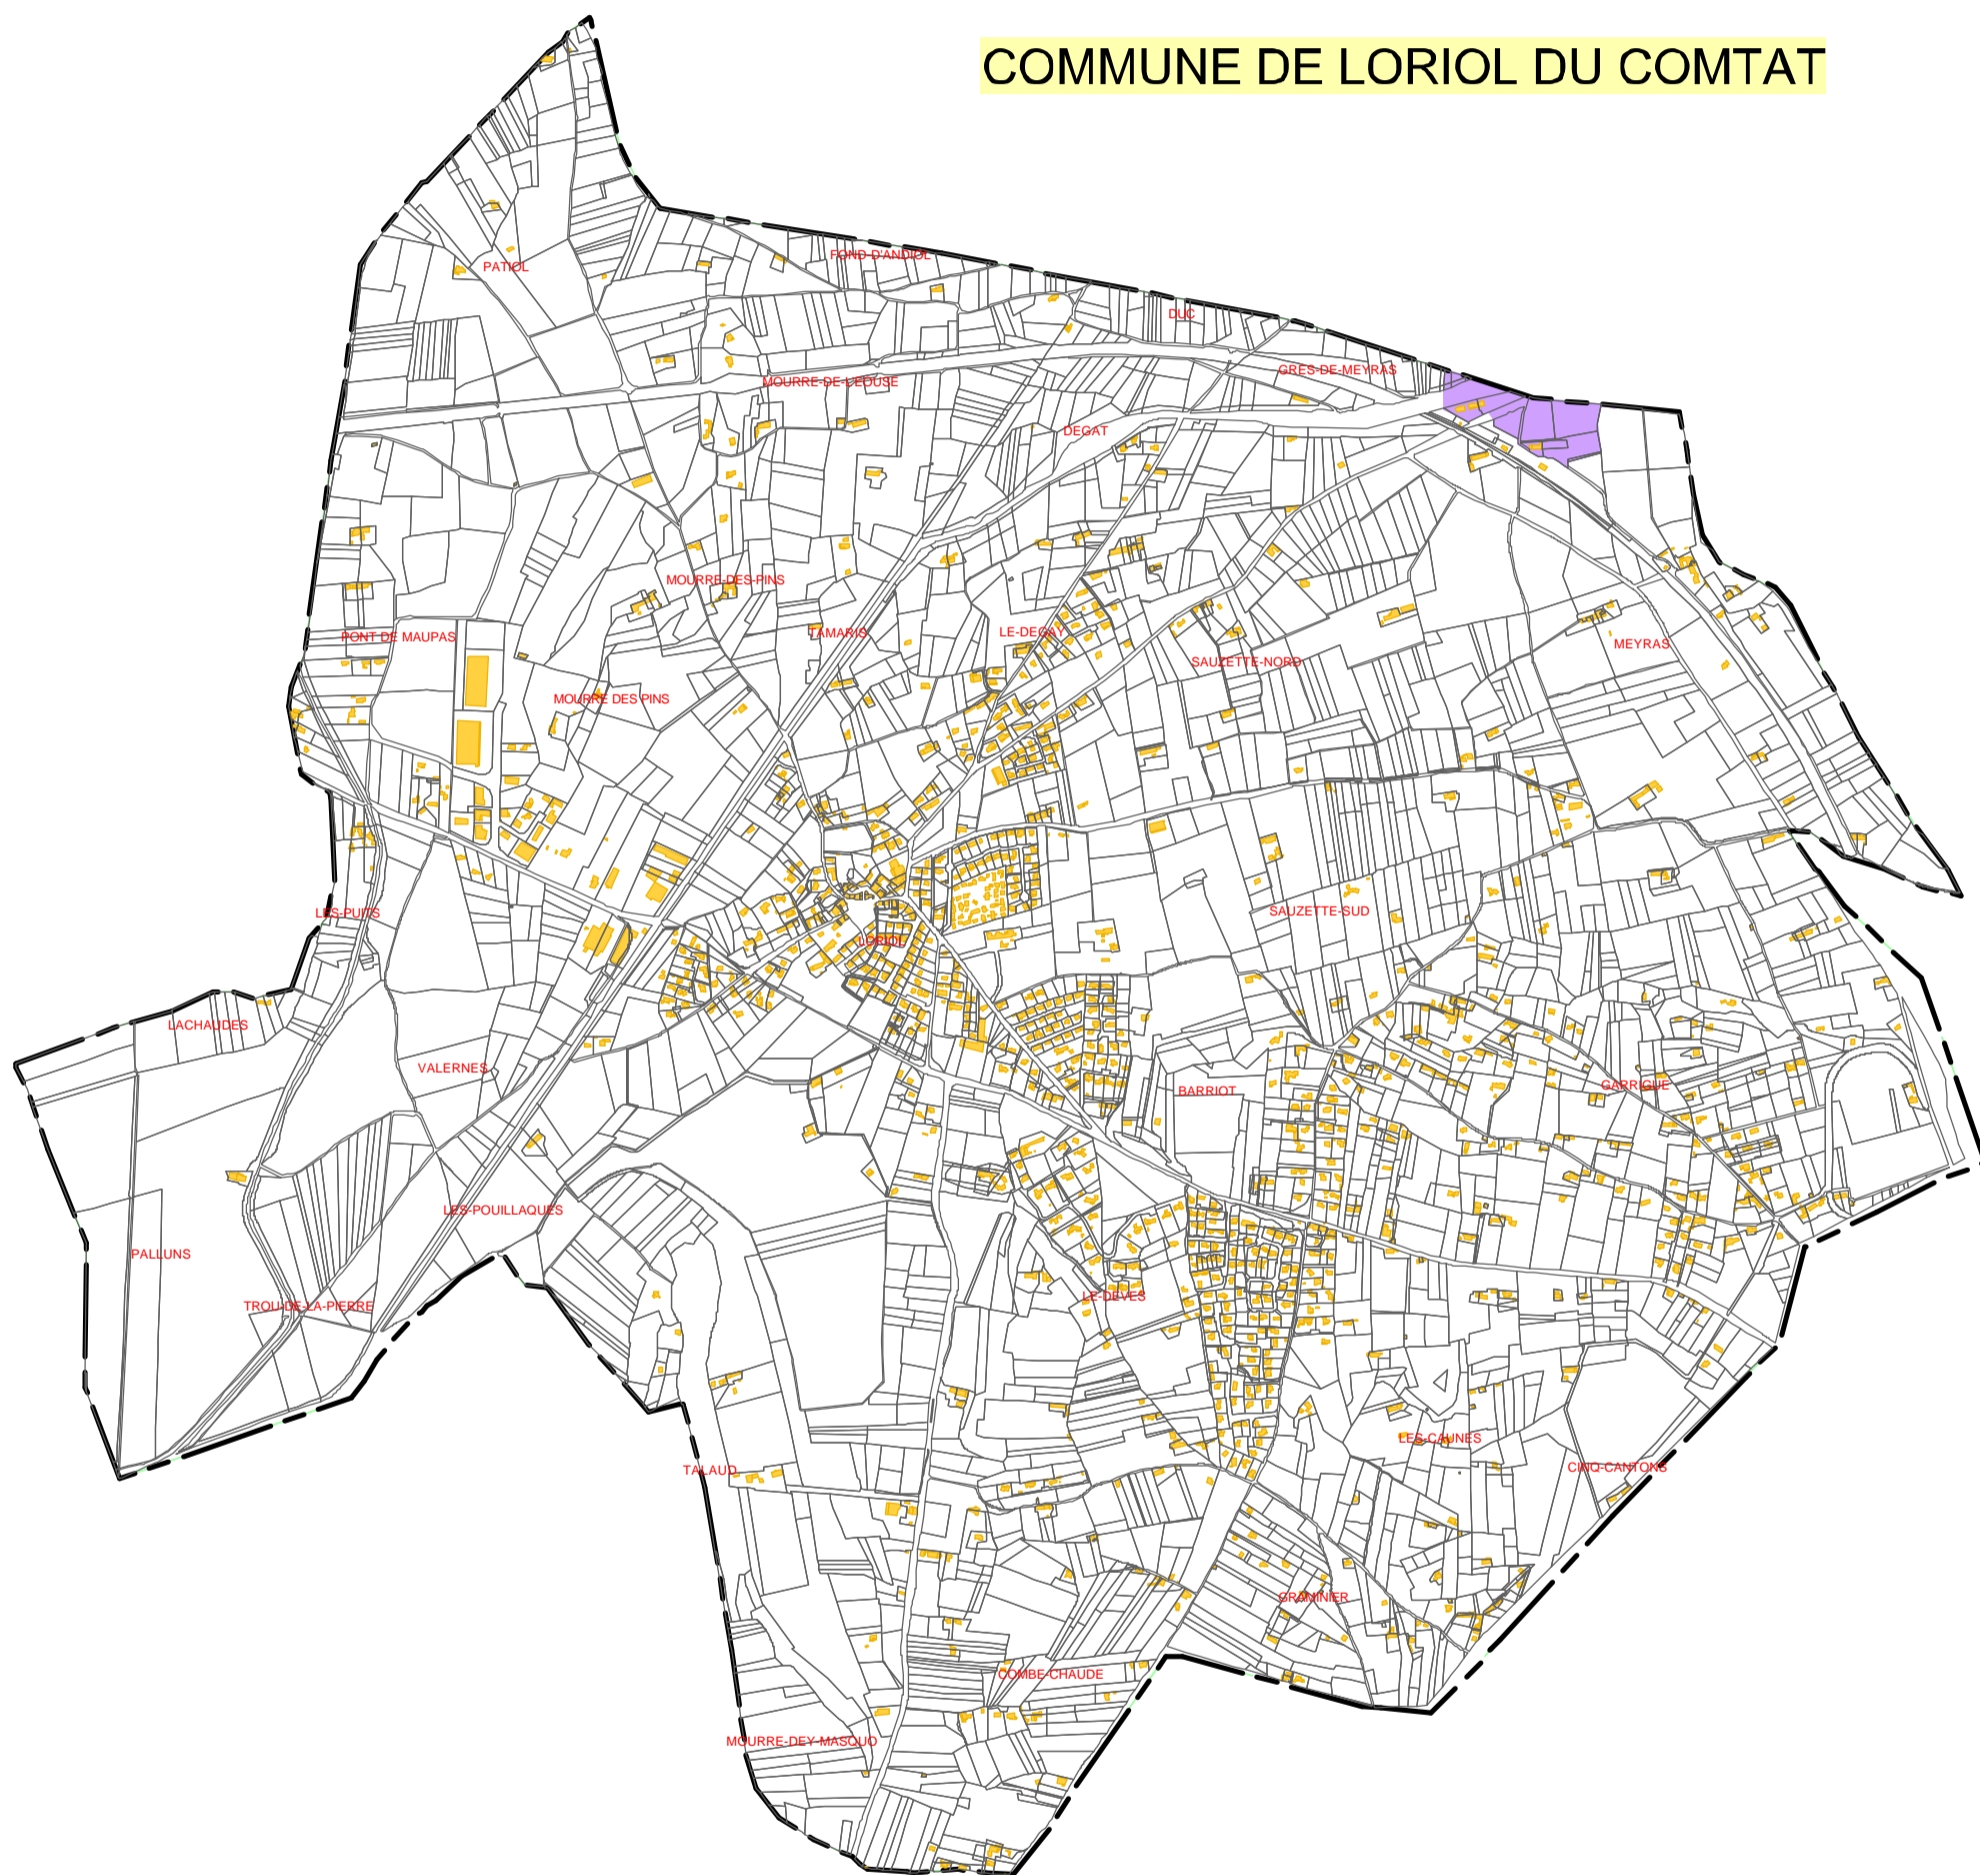 COMMUNE DE LORIOL DU COMTAT
FOND-D'ANDIOL
PATIOL
DUC
GRES-DE-MEYRAS
MOURRE-DE-L'EOUSE
DEGAT
MOURRE-DES-PINS
TAMARIS
LE-DEGAY
PONT DE MAUPAS
MEYRAS
SAUZETTE-NORD
MOURRE DES PINS
LES-PUITS
SAUZETTE-SUD
LORIOL
LACHAUDES
VALERNES
BARRIOT
GARRIGUE
LES-POUILLAQUES
PALLUNS
LE-DEVES
TROU-DE-LA-PIERRE
LES-CAUNES
TALAUD
CINQ-CANTONS
GRAMINIER
COMBE-CHAUDE
MOURRE-DEY-MASQUO